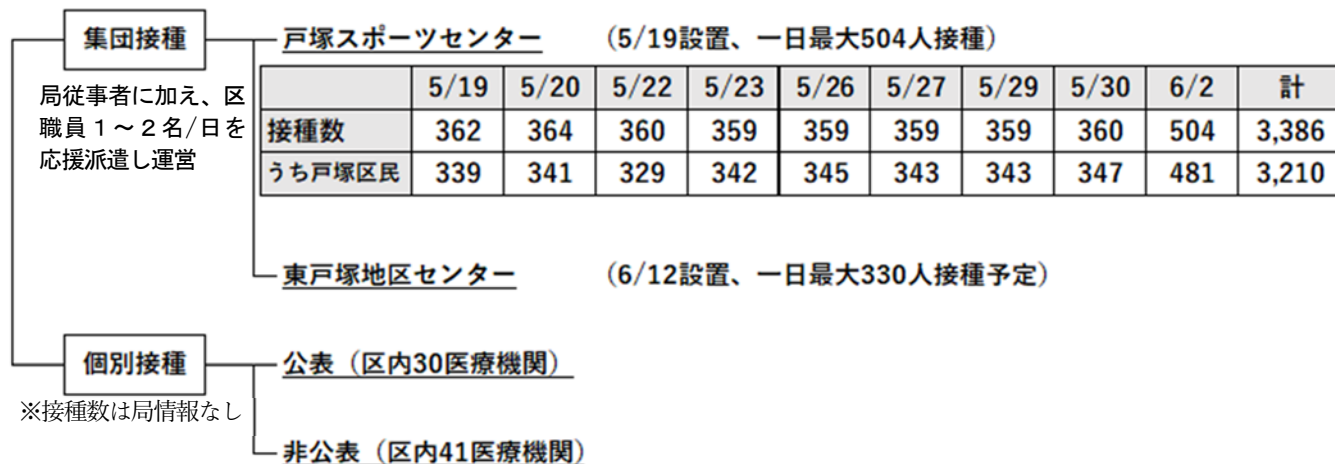 集団接種
局従事者に加え、区
職員１～２名/日を
応援派遣し運営
戸塚スポーツセンター （5/19設置、一日最大504人接種）
5/19 5/20 5/22 5/23 5/26 5/27 5/29 5/30 6/2 計
接種数 362 364 360 359 359 359 359 360 504 3,386
うち戸塚区民 339 341 329 342 345 343 343 347 481 3,210
東戸塚地区センター （6/12設置、一日最大330人接種予定）
個別接種
※接種数は局情報なし
公表（区内30医療機関）
非公表（区内41医療機関）